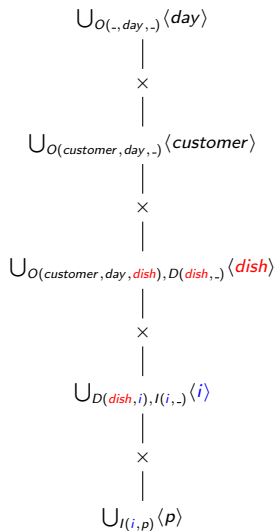 ⋃O(_,day,_)⟨day⟩
×
⋃O(customer,day,_)⟨customer⟩
×
⋃O(customer,day,dish),D(dish,_)⟨dish⟩
×
⋃D(dish,i),I(i,_)⟨i⟩
×
⋃I(i,p)⟨p⟩